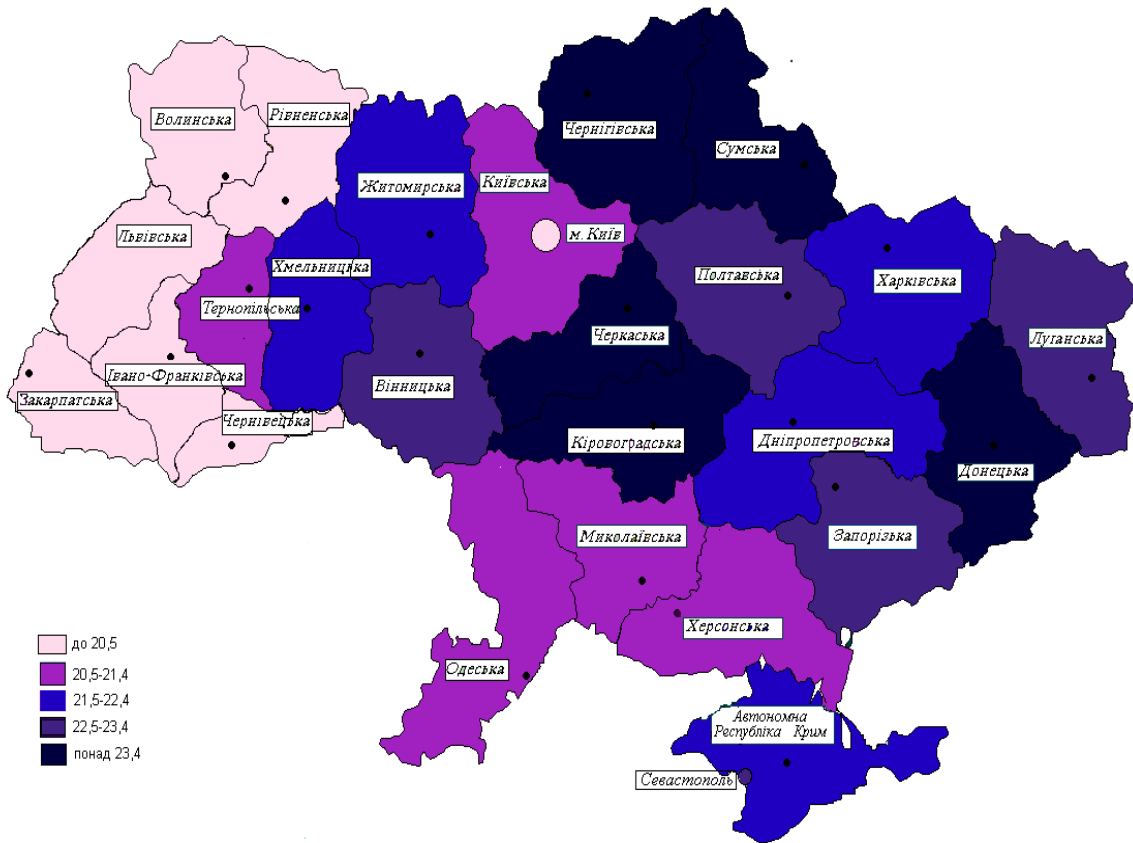 Волинська
Рівненська
Чернігівська
Сумська
Житомирська
Київська
Львівська
м. Київ
Хмельницька
Полтавська
Харківська
Тернопільська
Черкаська
Луганська
Івано-Франківська
Вінницька
Закарпатська
Чернівецька
Кіровоградська
Дніпропетровська
Донецька
Миколаївська
Запорізька
Херсонська
Одеська
до 20,5
20,5-21,4
21,5-22,4
22,5-23,4
понад 23,4
Автономна
Республіка Крим
Севастополь